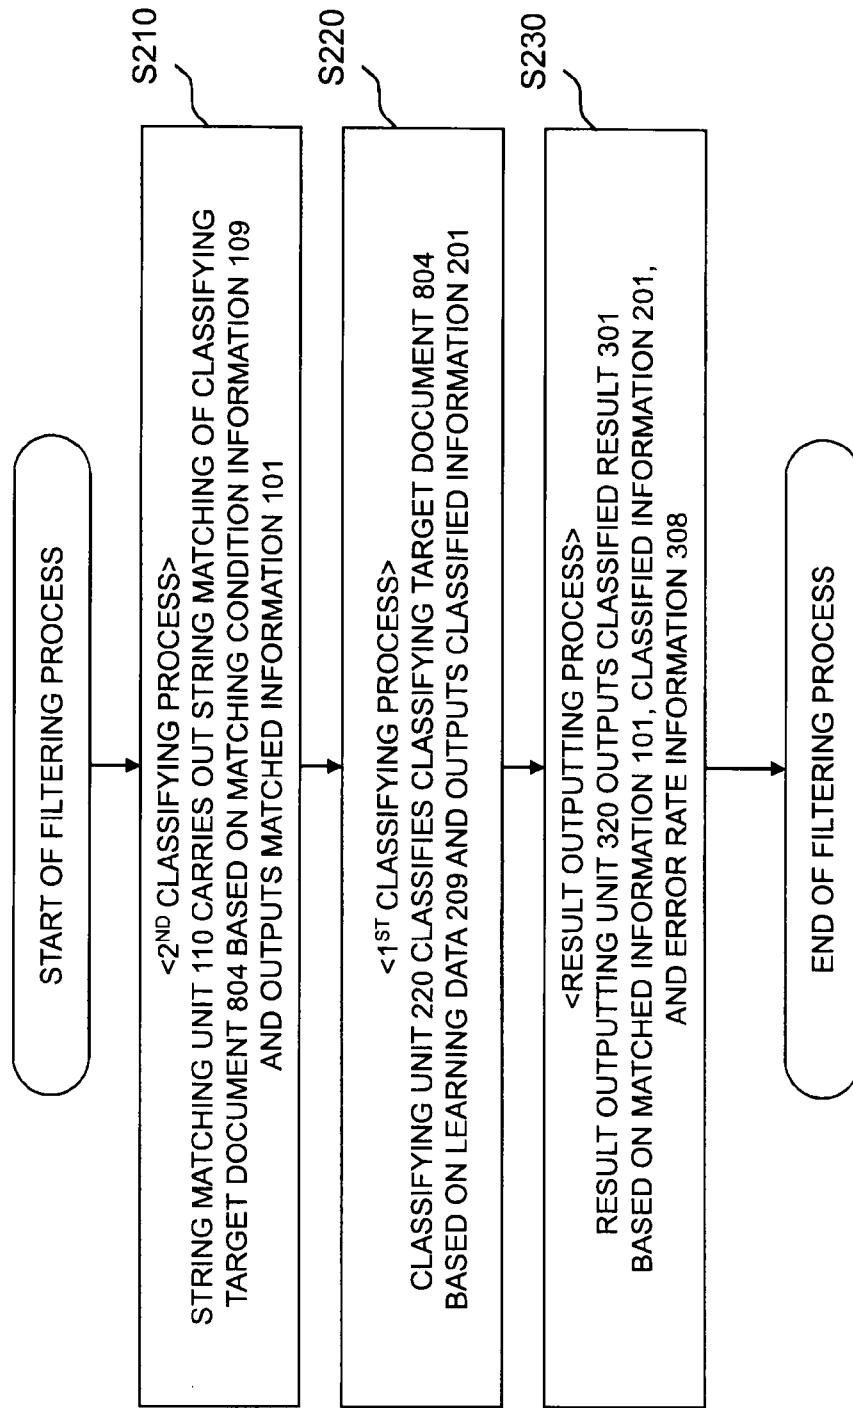 START OF FILTERING PROCESS
S210
<2ND CLASSIFYING PROCESS>
STRING MATCHING UNIT 110 CARRIES OUT STRING MATCHING OF CLASSIFYING
TARGET DOCUMENT 804 BASED ON MATCHING CONDITION INFORMATION 109
AND OUTPUTS MATCHED INFORMATION 101
S220
<1ST CLASSIFYING PROCESS>
CLASSIFYING UNIT 220 CLASSIFIES CLASSIFYING TARGET DOCUMENT 804
BASED ON LEARNING DATA 209 AND OUTPUTS CLASSIFIED INFORMATION 201
S230
<RESULT OUTPUTTING PROCESS>
RESULT OUTPUTTING UNIT 320 OUTPUTS CLASSIFIED RESULT 301
BASED ON MATCHED INFORMATION 101, CLASSIFIED INFORMATION 201,
AND ERROR RATE INFORMATION 308
END OF FILTERING PROCESS